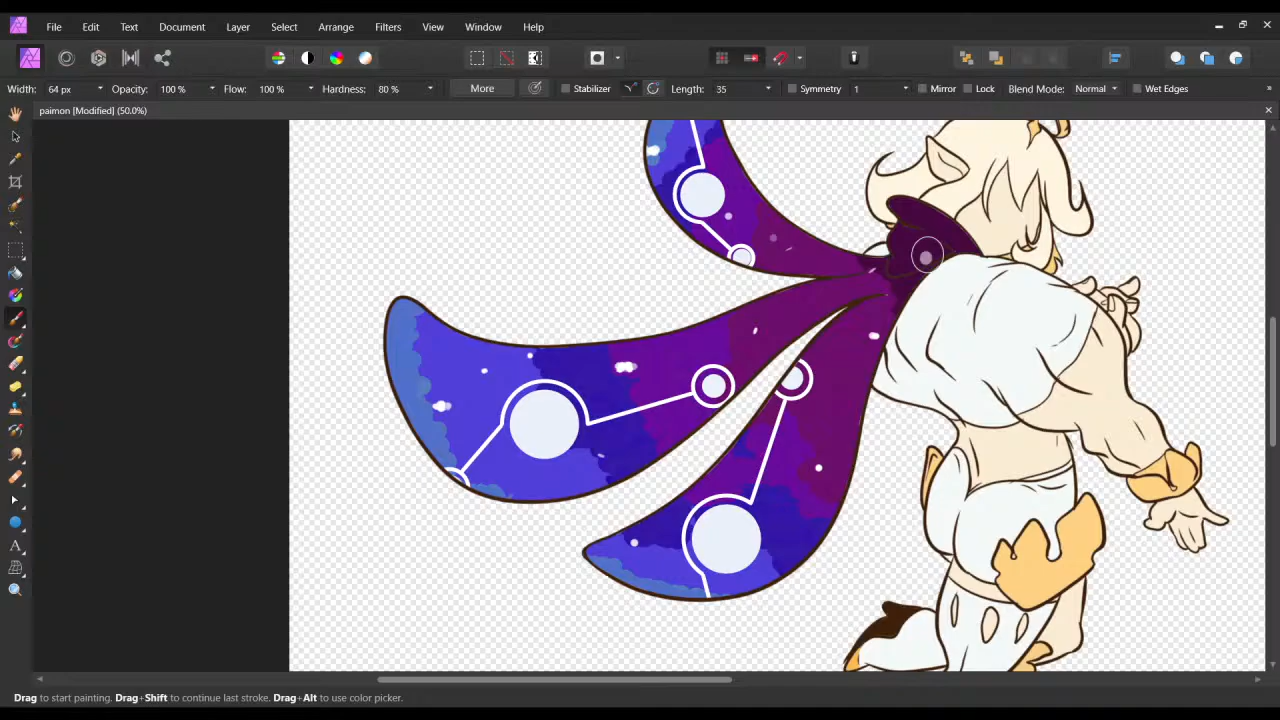 File Edit Text Document Layer Select Arrange Filters View Window Help
Width: 64 px Opacity: 100 % Flow: 100 % Hardness: 80 % More Stabilizer Length: 35 Symmetry 1 Mirror Lock Blend Mode: Normal Wet Edges »
paimon [Modified] (50.0%)
Drag to start painting. Drag+Shift to continue last stroke. Drag+Alt to use color picker.